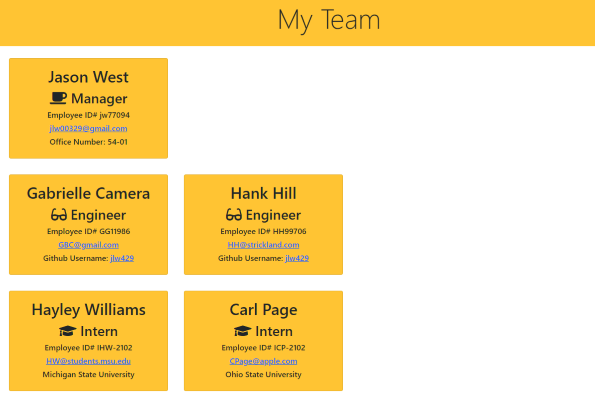 My Team
Jason West
Manager
Employee ID# jw77094
jlw00329@gmail.com
Office Number: 54-01
Gabrielle Camera
Engineer
Employee ID# GG11986
GBC@gmail.com
Github Username: jlw429
Hank Hill
Engineer
Employee ID# HH99706
HH@strickland.com
Github Username: jlw429
Hayley Williams
Intern
Employee ID# IHW-2102
HW@students.msu.edu
Michigan State University
Carl Page
Intern
Employee ID# ICP-2102
CPage@apple.com
Ohio State University